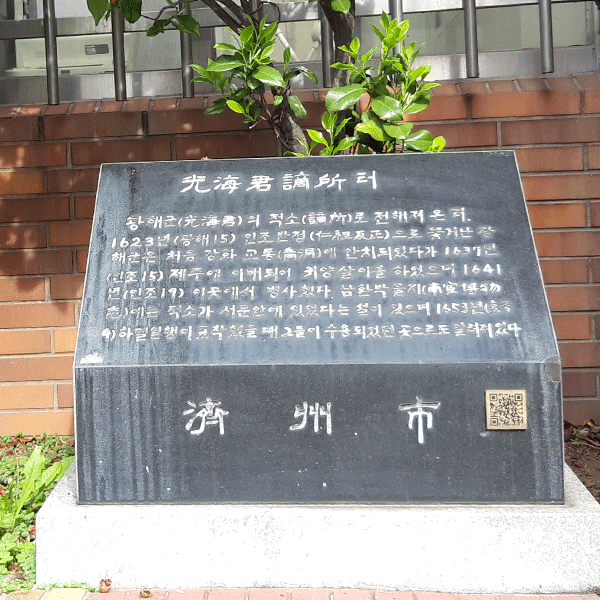 光海君謫所터
광해군(光海君)의 적소(謫所)로 전해져 온 터.
1623년(광해15) 인조반정(仁祖反正)으로 쫓겨난 광
해군은 처음 강화 교동(喬洞)에 안치되었다가 1637년
(인조15) 제주에 이배되어 귀양살이를 하였으며 1641
년(인조19) 이곳에서 병사했다. 남환박물지(南宦博物
誌)에는 적소가 서문안에 있었다는 설이 있으며 1653년(효종
4) 하멜일행이 표착했을 때 그들이 수용되었던 곳으로도 알려져 있다
濟州市